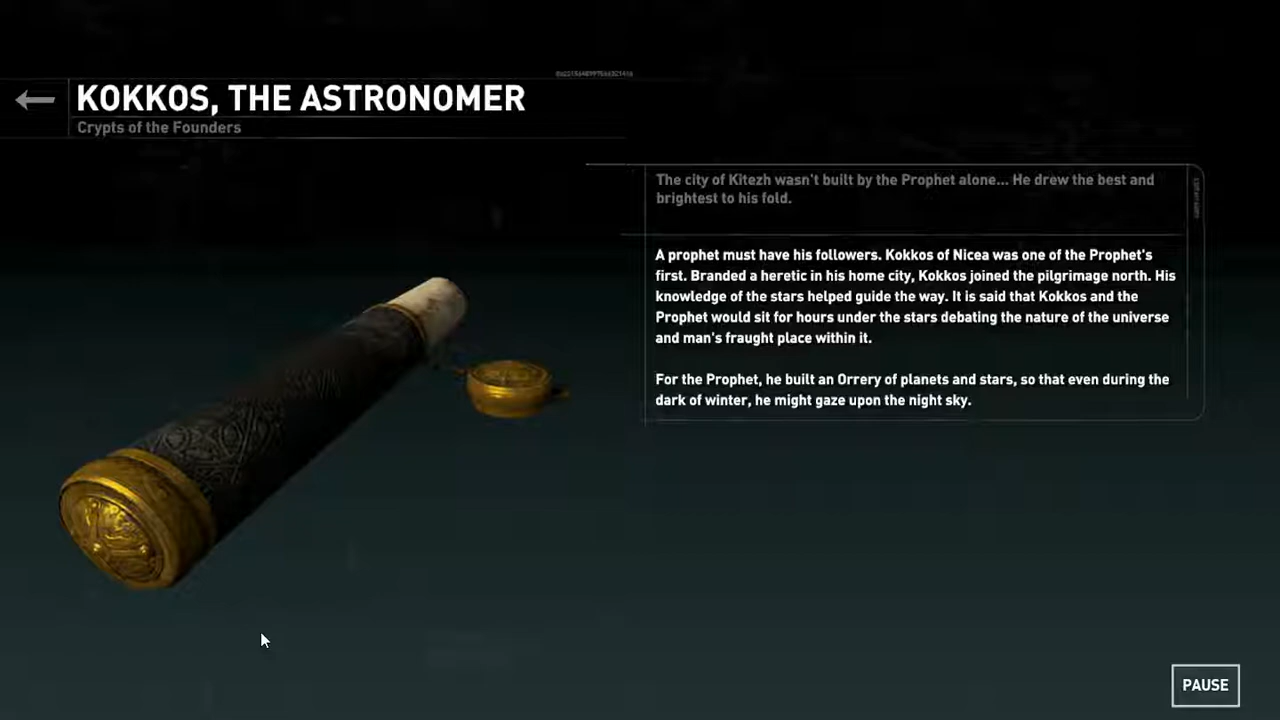 KOKKOS, THE ASTRONOMER
Crypts of the Founders
The city of Kitezh wasn't built by the Prophet alone... He drew the best and
brightest to his fold.
A prophet must have his followers. Kokkos of Nicea was one of the Prophet's
first. Branded a heretic in his home city, Kokkos joined the pilgrimage north. His
knowledge of the stars helped guide the way. It is said that Kokkos and the
Prophet would sit for hours under the stars debating the nature of the universe
and man's fraught place within it.
For the Prophet, he built an Orrery of planets and stars, so that even during the
dark of winter, he might gaze upon the night sky.
PAUSE